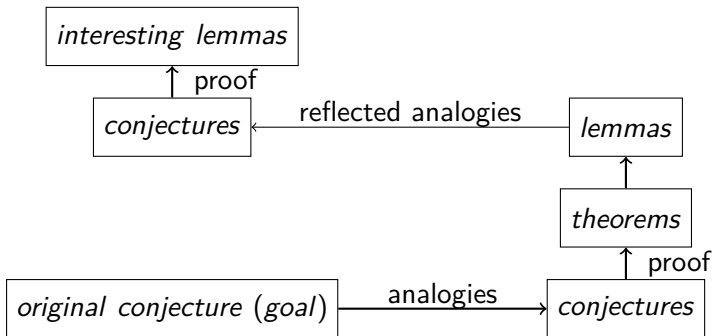 interesting lemmas
proof
conjectures
reflected analogies
lemmas
theorems
proof
original conjecture (goal)
analogies
conjectures